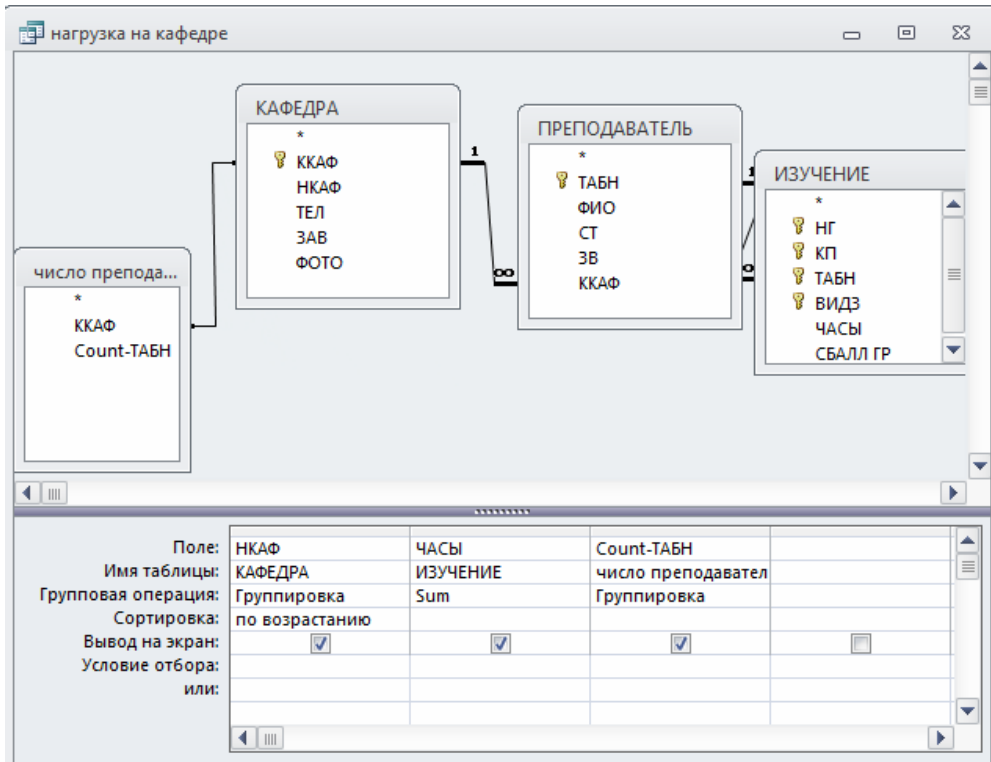 нагрузка на кафедре
КАФЕДРА
*
ККАФ
НКАФ
ТЕЛ
ЗАВ
ФОТО
1
∞
ПРЕПОДАВАТЕЛЬ
*
ТАБН
ФИО
СТ
ЗВ
ККАФ
1
ИЗУЧЕНИЕ
*
НГ
КП
ТАБН
ВИДЗ
ЧАСЫ
СБАЛЛ ГР
число препода...
*
ККАФ
Count-ТАБН
Поле: НКАФ ЧАСЫ Count-ТАБН
Имя таблицы: КАФЕДРА ИЗУЧЕНИЕ число преподавател
Групповая операция: Группировка Sum Группировка
Сортировка: по возрастанию
Вывод на экран:
Условие отбора:
или: